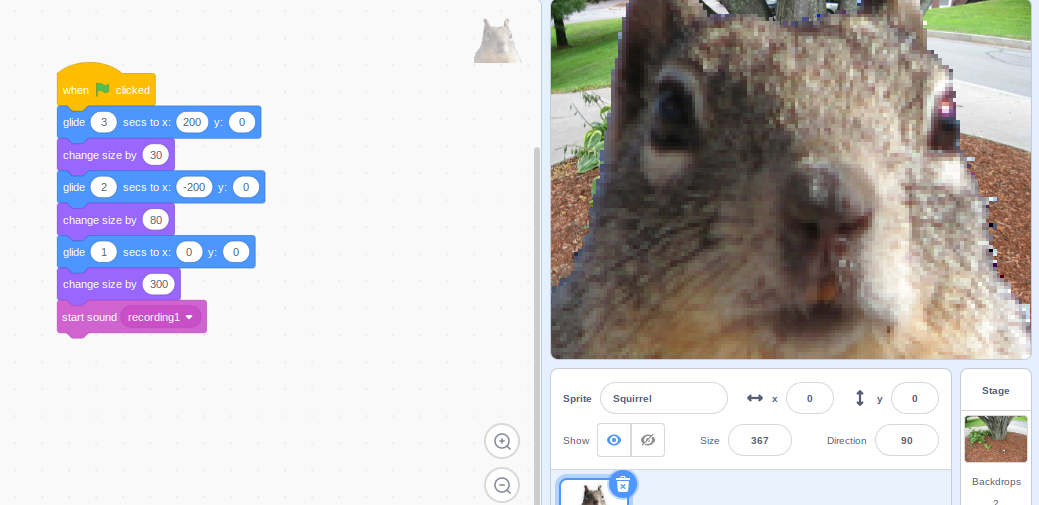 when clicked
glide 3 secs to x: 200 y: 0
change size by 30
glide 2 secs to x: -200 y: 0
change size by 80
glide 1 secs to x: 0 y: 0
change size by 300
start sound recording1
Sprite Squirrel x 0 y 0
Show Size 367 Direction 90
Stage
Backdrops
2